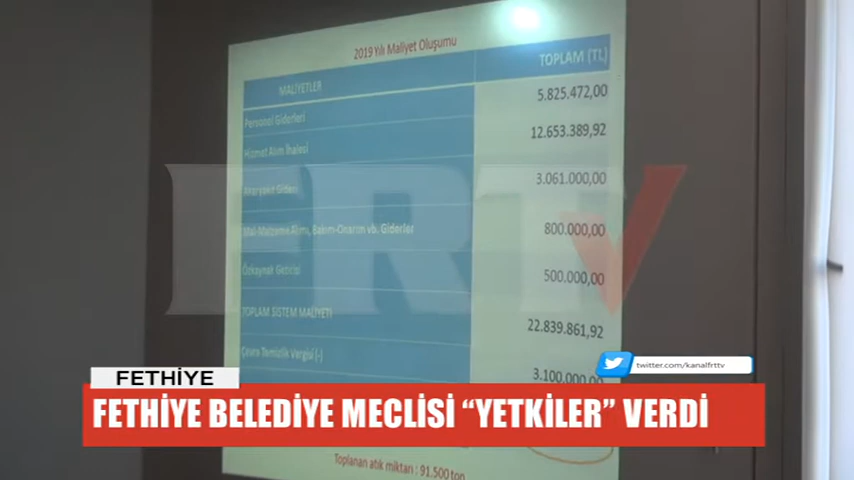 2019 Yılı Maliyet Oluşumu
MALİYETLER TOPLAM (TL)
Personel Giderleri 5.825.472,00
Hizmet Alım İhalesi 12.653.389,92
Akaryakıt Gideri 3.061.000,00
Mal-Malzeme Alımı, Bakım-Onarım vb. Giderler 800.000,00
Özkaynak Getirisi 500.000,00
TOPLAM SİSTEM MALİYETİ 22.839.861,92
Çevre Temizlik Vergisi (-) 3.100.000,00
FRTV
twitter.com/kanalfrttv
FETHİYE
FETHİYE BELEDİYE MECLİSİ “YETKİLER” VERDİ
Toplanan atık miktarı : 91.500 ton